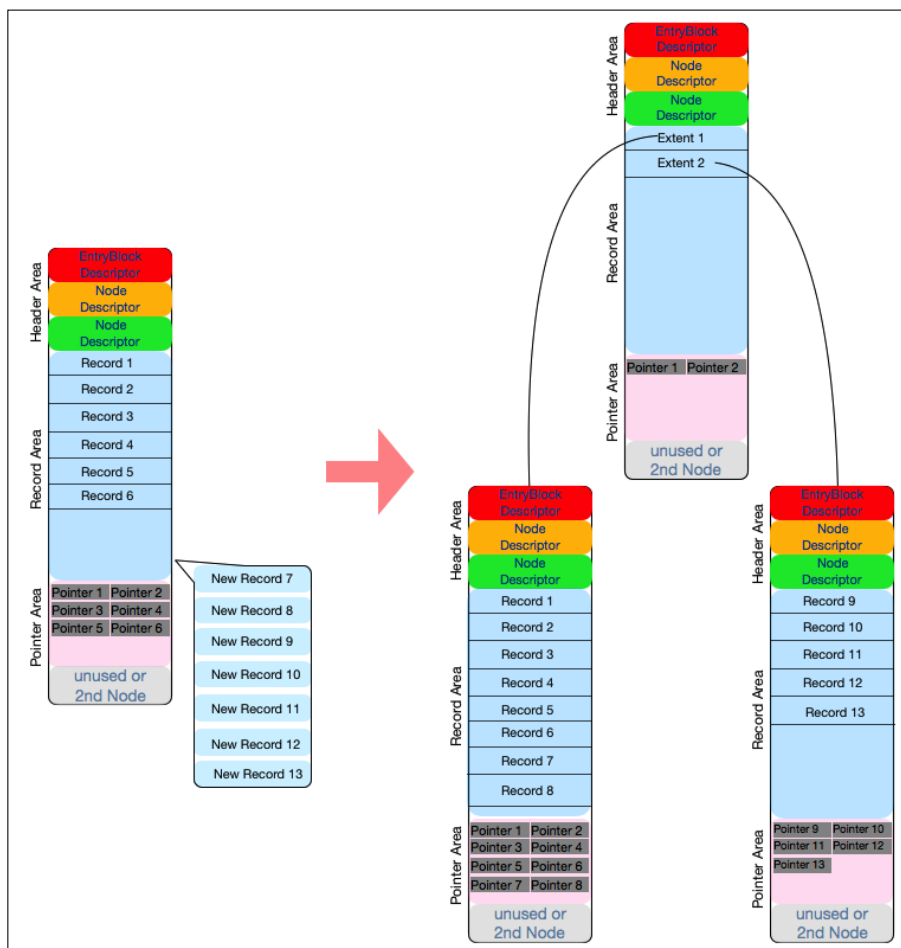 EntryBlock
Descriptor
Node
Descriptor
Node
Descriptor
Record 1
Record 2
Record 3
Record 4
Record 5
Record 6
Pointer 1 Pointer 2
Pointer 3 Pointer 4
Pointer 5 Pointer 6
unused or
2nd Node
Header Area
Record Area
Pointer Area
New Record 7
New Record 8
New Record 9
New Record 10
New Record 11
New Record 12
New Record 13
EntryBlock
Descriptor
Node
Descriptor
Node
Descriptor
Extent 1
Extent 2
Pointer 1 Pointer 2
unused or
2nd Node
Header Area
Record Area
Pointer Area
EntryBlock
Descriptor
Node
Descriptor
Node
Descriptor
Record 1
Record 2
Record 3
Record 4
Record 5
Record 6
Record 7
Record 8
Pointer 1 Pointer 2
Pointer 3 Pointer 4
Pointer 5 Pointer 6
Pointer 7 Pointer 8
unused or
2nd Node
Header Area
Record Area
Pointer Area
EntryBlock
Descriptor
Node
Descriptor
Node
Descriptor
Record 9
Record 10
Record 11
Record 12
Record 13
Pointer 9 Pointer 10
Pointer 11 Pointer 12
Pointer 13
unused or
2nd Node
Header Area
Record Area
Pointer Area